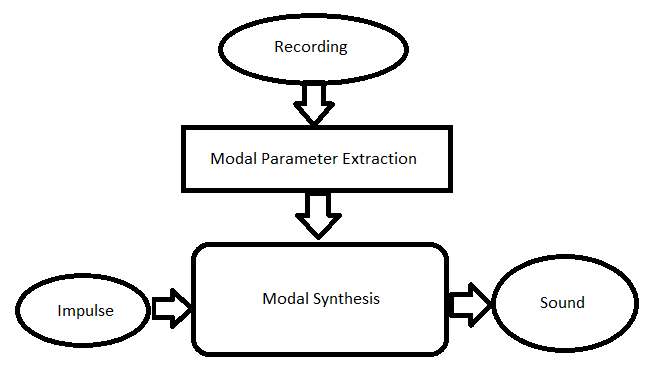 Recording
Modal Parameter Extraction
Modal Synthesis
Impulse
Sound